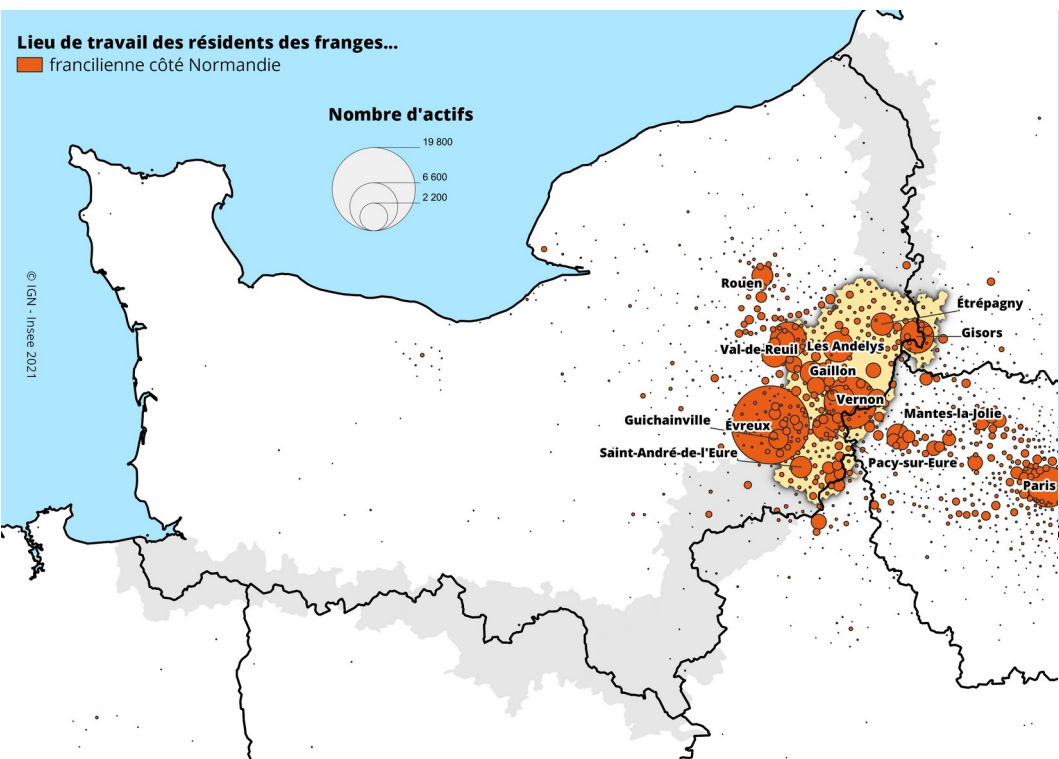 Lieu de travail des résidents des franges...
francilienne côté Normandie
Nombre d'actifs
19 800
6 600
2 200
© IGN - Insee 2021
Rouen
Étrépagny
Gisors
Val-de-Reuil
Les Andelys
Gaillon
Vernon
Mantes-la-Jolie
Guichainville
Évreux
Saint-André-de-l'Eure
Pacy-sur-Eure
Paris